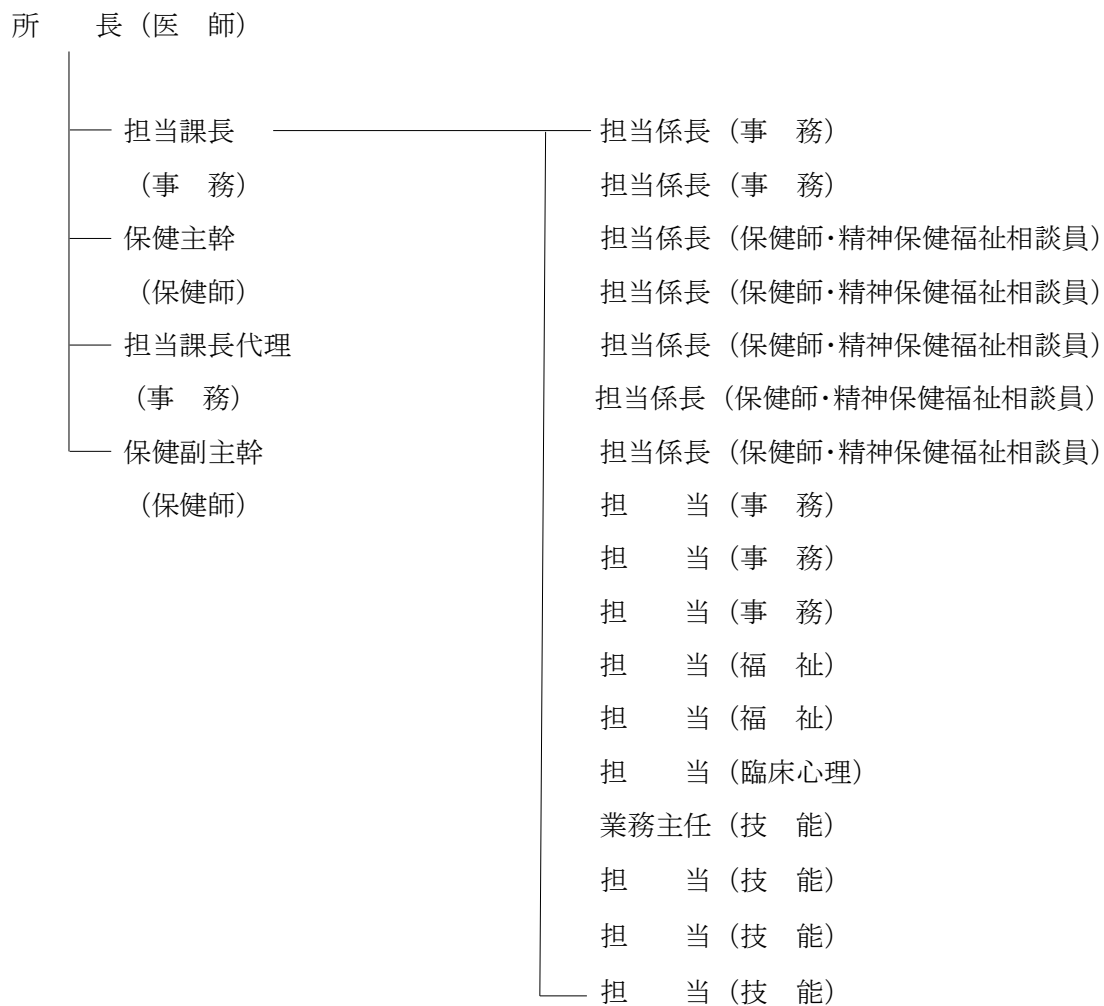 所　　長（医　師）
担当課長　担当係長（事　務）
（事　務）　担当係長（事　務）
保健主幹　担当係長（保健師・精神保健福祉相談員）
（保健師）　担当係長（保健師・精神保健福祉相談員）
担当課長代理　担当係長（保健師・精神保健福祉相談員）
（事　務）　担当係長（保健師・精神保健福祉相談員）
保健副主幹　担当係長（保健師・精神保健福祉相談員）
（保健師）　担　　当（事　務）
担　　当（事　務）
担　　当（事　務）
担　　当（福　祉）
担　　当（福　祉）
担　　当（臨床心理）
業務主任（技　能）
担　　当（技　能）
担　　当（技　能）
担　　当（技　能）